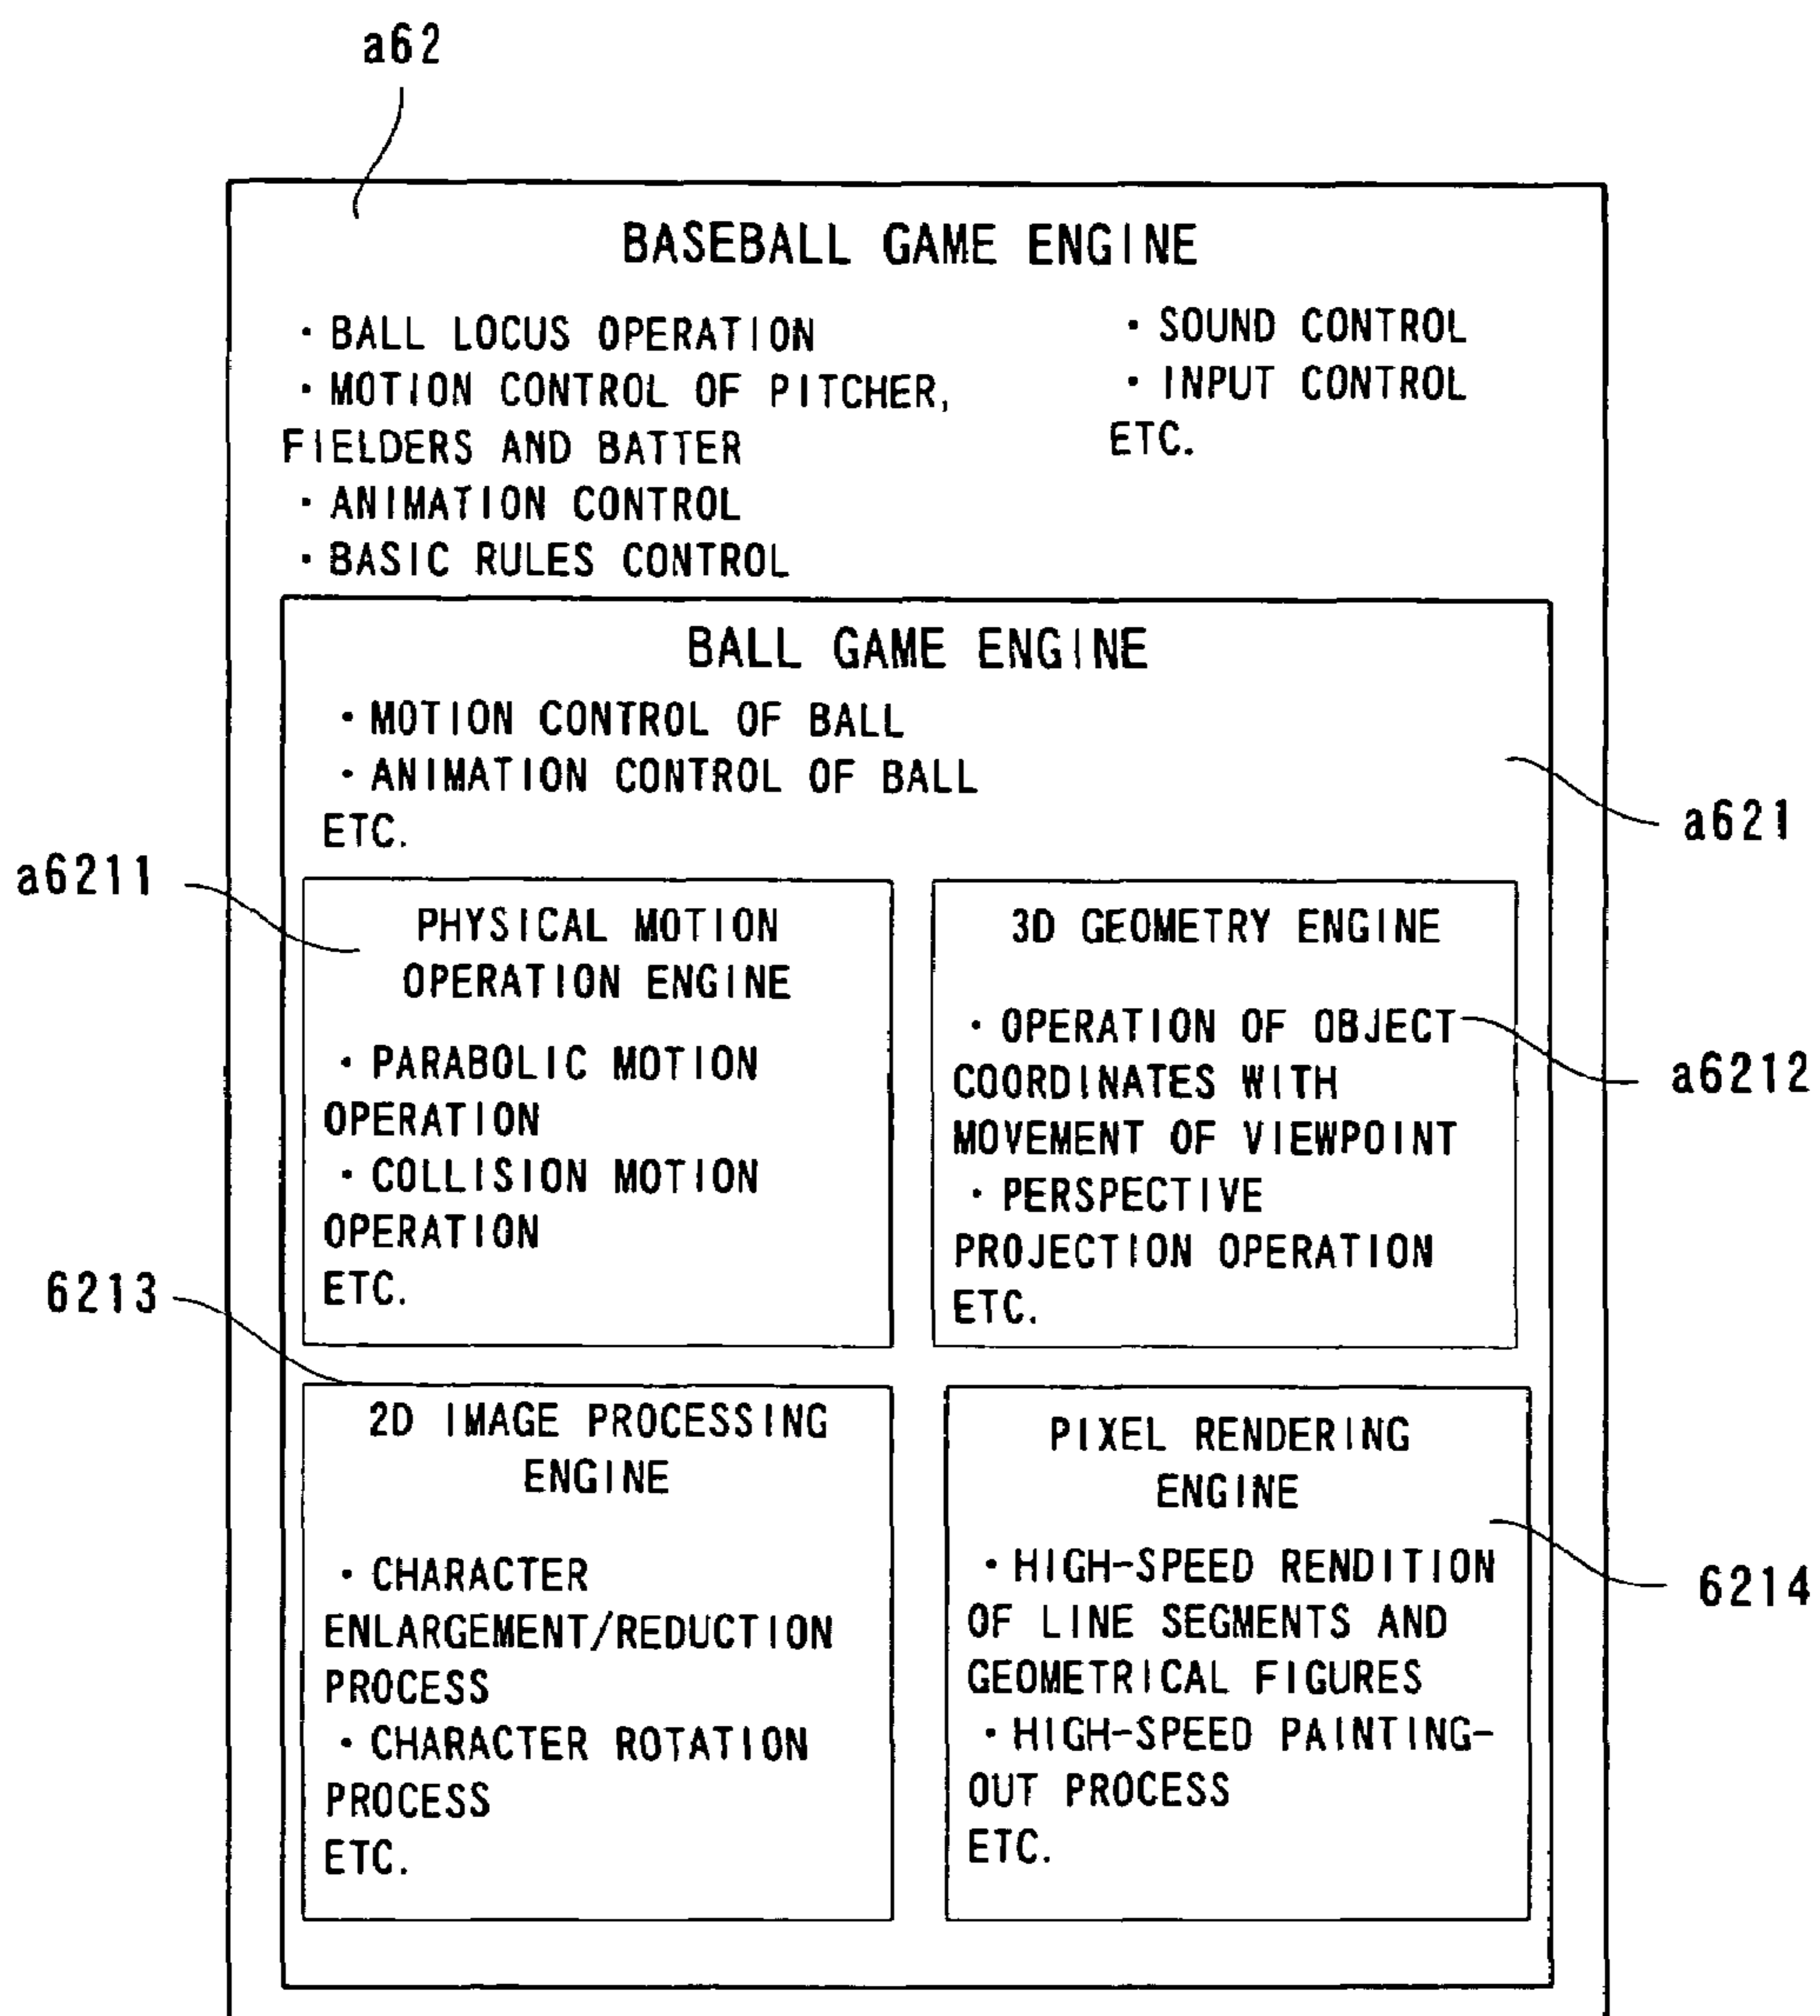 a62
BASEBALL GAME ENGINE
・BALL LOCUS OPERATION
・MOTION CONTROL OF PITCHER,
FIELDERS AND BATTER
・ANIMATION CONTROL
・BASIC RULES CONTROL
・SOUND CONTROL
・INPUT CONTROL
ETC.
BALL GAME ENGINE
・MOTION CONTROL OF BALL
・ANIMATION CONTROL OF BALL
ETC.
a621
a6211
PHYSICAL MOTION
OPERATION ENGINE
・PARABOLIC MOTION
OPERATION
・COLLISION MOTION
OPERATION
ETC.
3D GEOMETRY ENGINE
・OPERATION OF OBJECT
COORDINATES WITH
MOVEMENT OF VIEWPOINT
・PERSPECTIVE
PROJECTION OPERATION
ETC.
a6212
6213
2D IMAGE PROCESSING
ENGINE
・CHARACTER
ENLARGEMENT/REDUCTION
PROCESS
・CHARACTER ROTATION
PROCESS
ETC.
PIXEL RENDERING
ENGINE
・HIGH-SPEED RENDITION
OF LINE SEGMENTS AND
GEOMETRICAL FIGURES
・HIGH-SPEED PAINTING-
OUT PROCESS
ETC.
6214